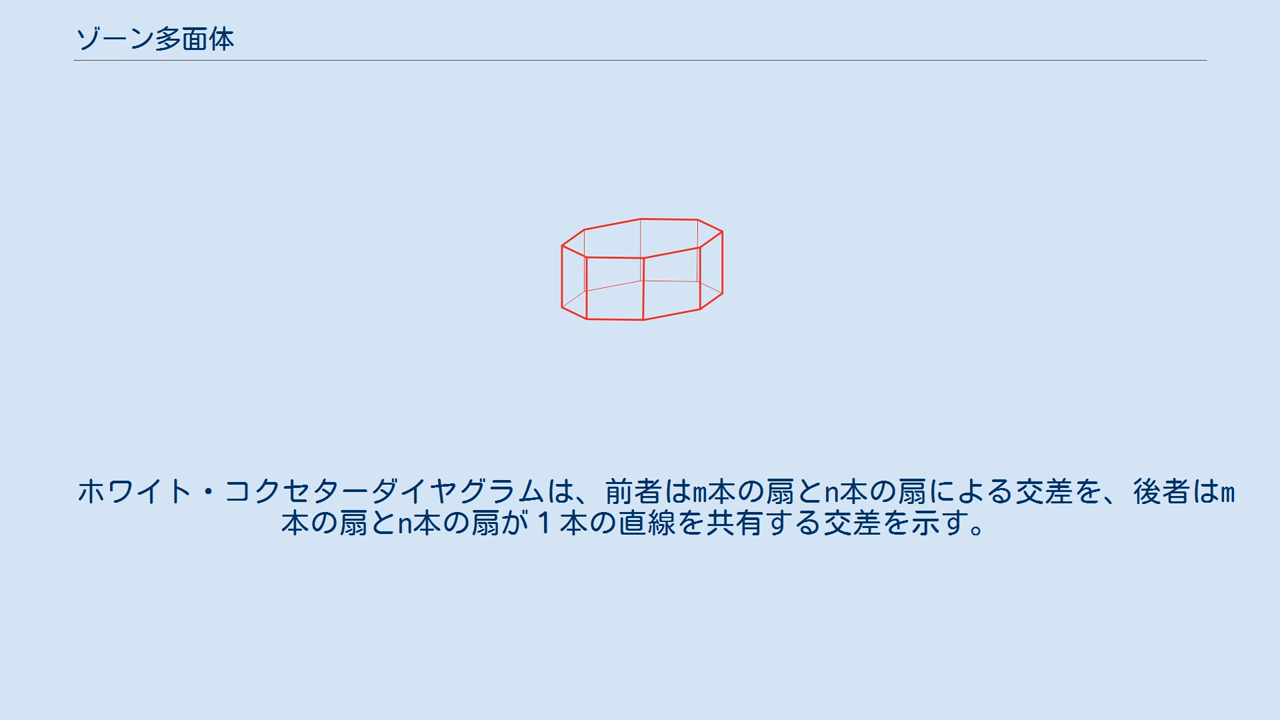 ゾーン多面体
ホワイト・コクセターダイヤグラムは、前者はm本の扇とn本の扇による交差を、後者はm
本の扇とn本の扇が１本の直線を共有する交差を示す。